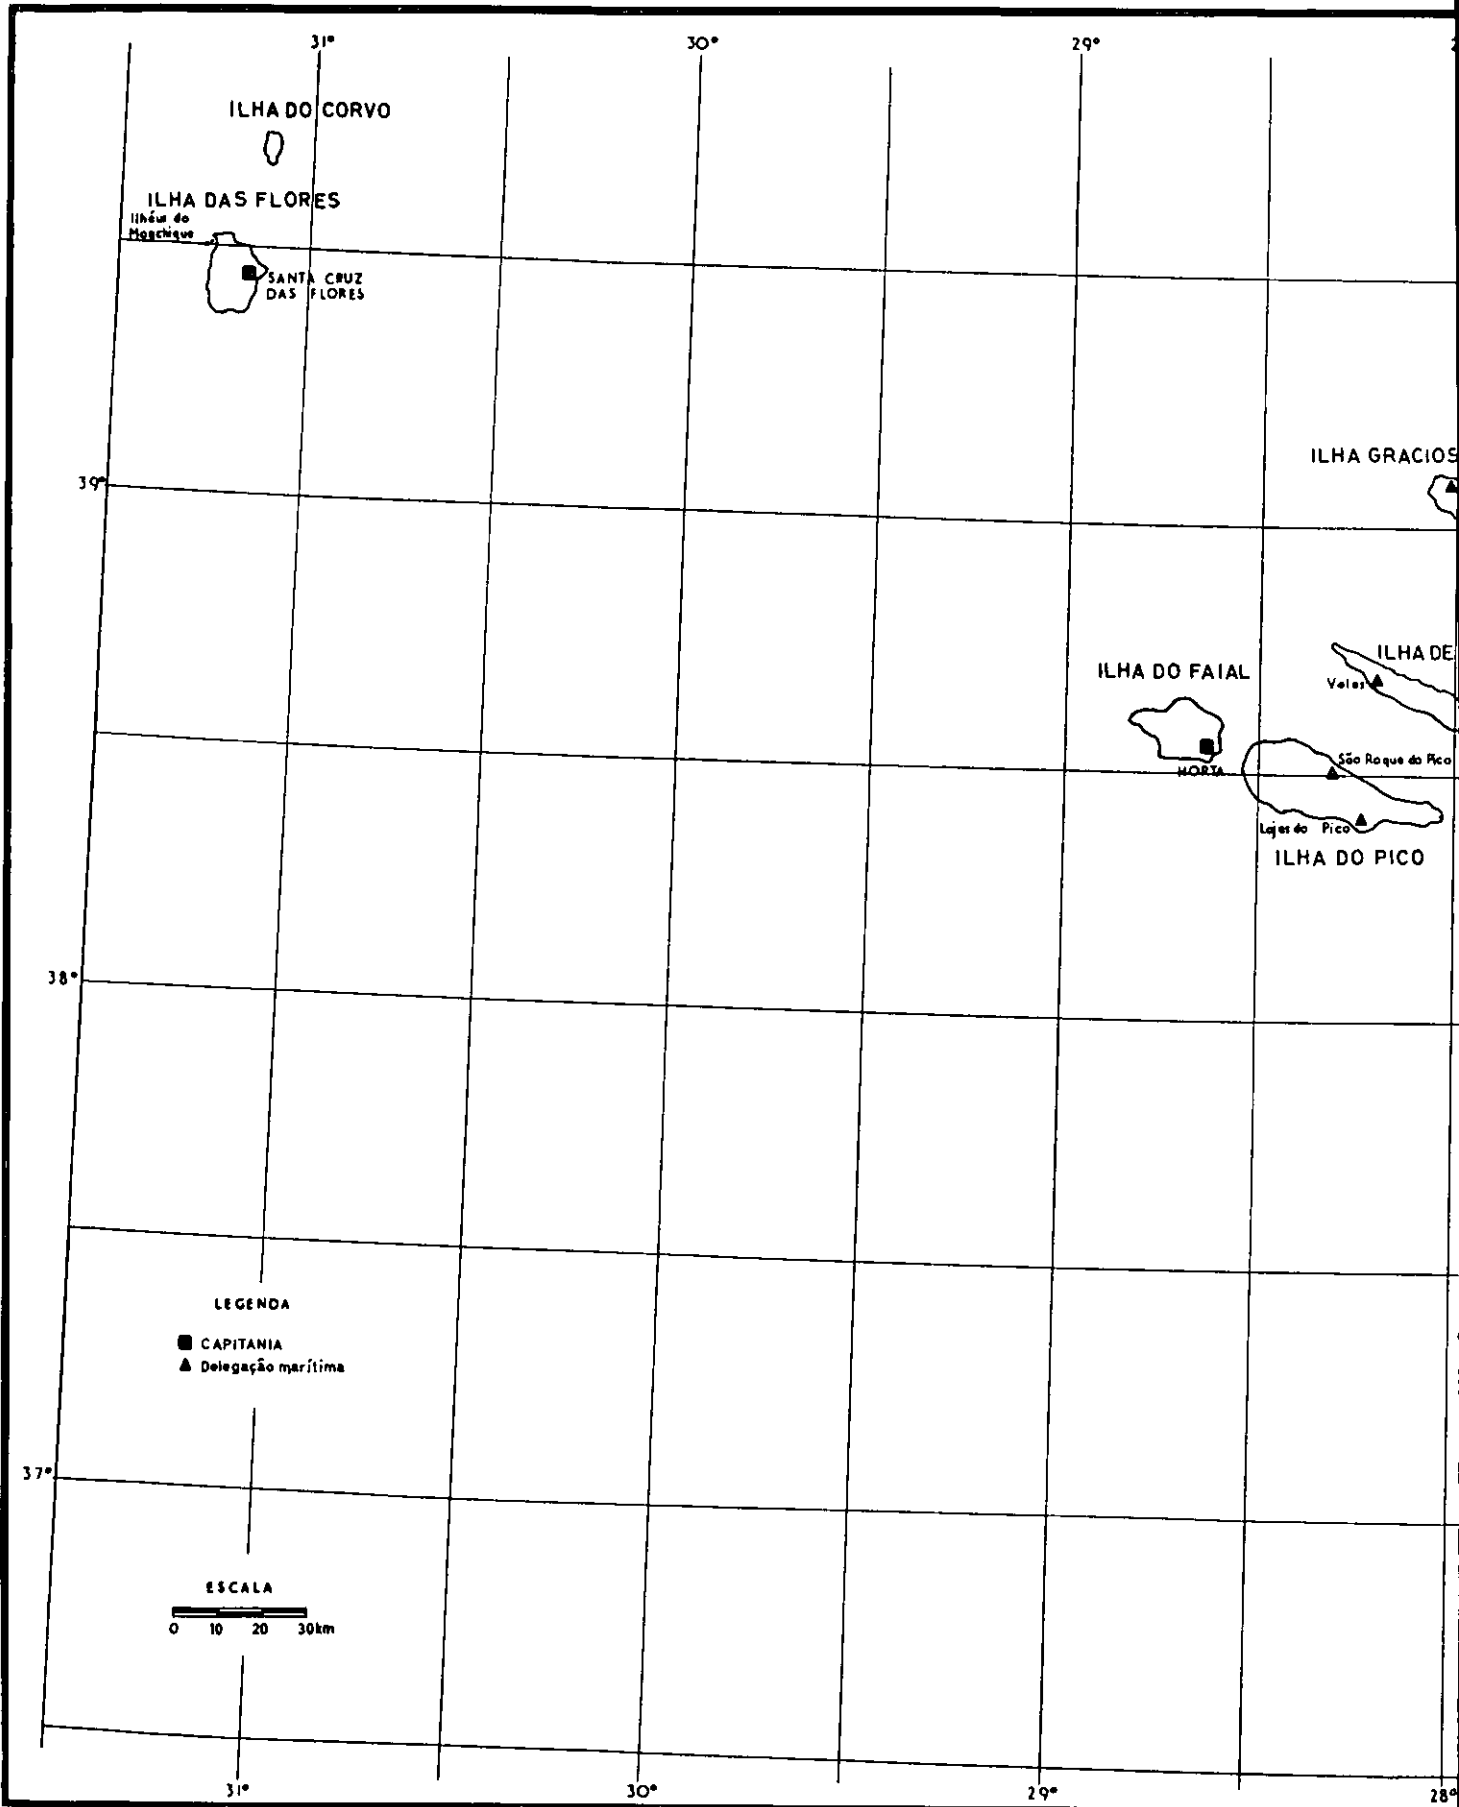 31°
30°
29°
ILHA DO CORVO
ILHA DAS FLORES
Ilhéus do
SANTA CRUZ
DAS FLORES
ILHA GRACIOS
39°
ILHA DE
Velas
ILHA DO FAIAL
HORTA
São Roque do Pico
Lajes do Pico
ILHA DO PICO
38°
LEGENDA
CAPITANIA
Delegação marítima
37°
ESCALA
0 10 20 30km
31°
30°
29°
28°